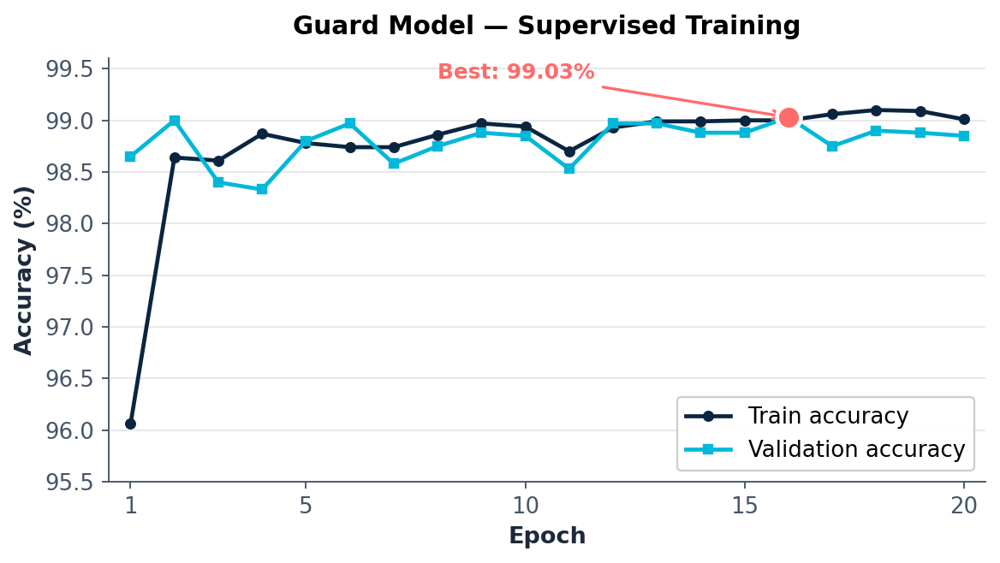 Guard Model — Supervised Training
Best: 99.03%
Accuracy (%)
99.5
99.0
98.5
98.0
97.5
97.0
96.5
96.0
95.5
Train accuracy
Validation accuracy
1 5 10 15 20
Epoch